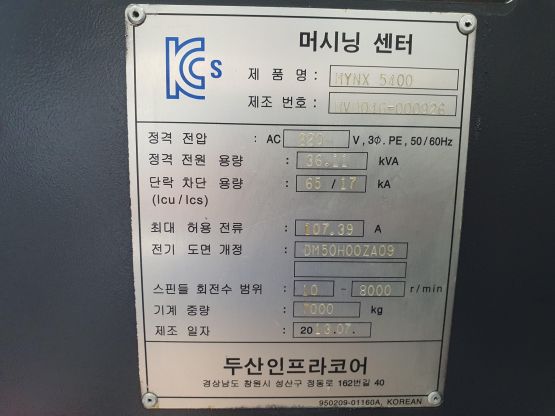 KCs
머시닝 센터
제 품 명 : MYNX 5400
제조 번호 :
정격 전압 : AC 220 V, 3Φ. PE, 50/60Hz
정격 전원 용량 : 36.11 kVA
단락 차단 용량 : 65 / 17 kA
(Icu / Ics)
최대 허용 전류 : 107.39 A
전기 도면 개정 : DM50H00ZA09
스핀들 회전수 범위 : 10 - 8000 r/min
기계 중량 : 7000 kg
제조 일자 : 2013.07.
두산인프라코어
경상남도 창원시 성산구 정동로 162번길 40
950209-01160A, KOREAN